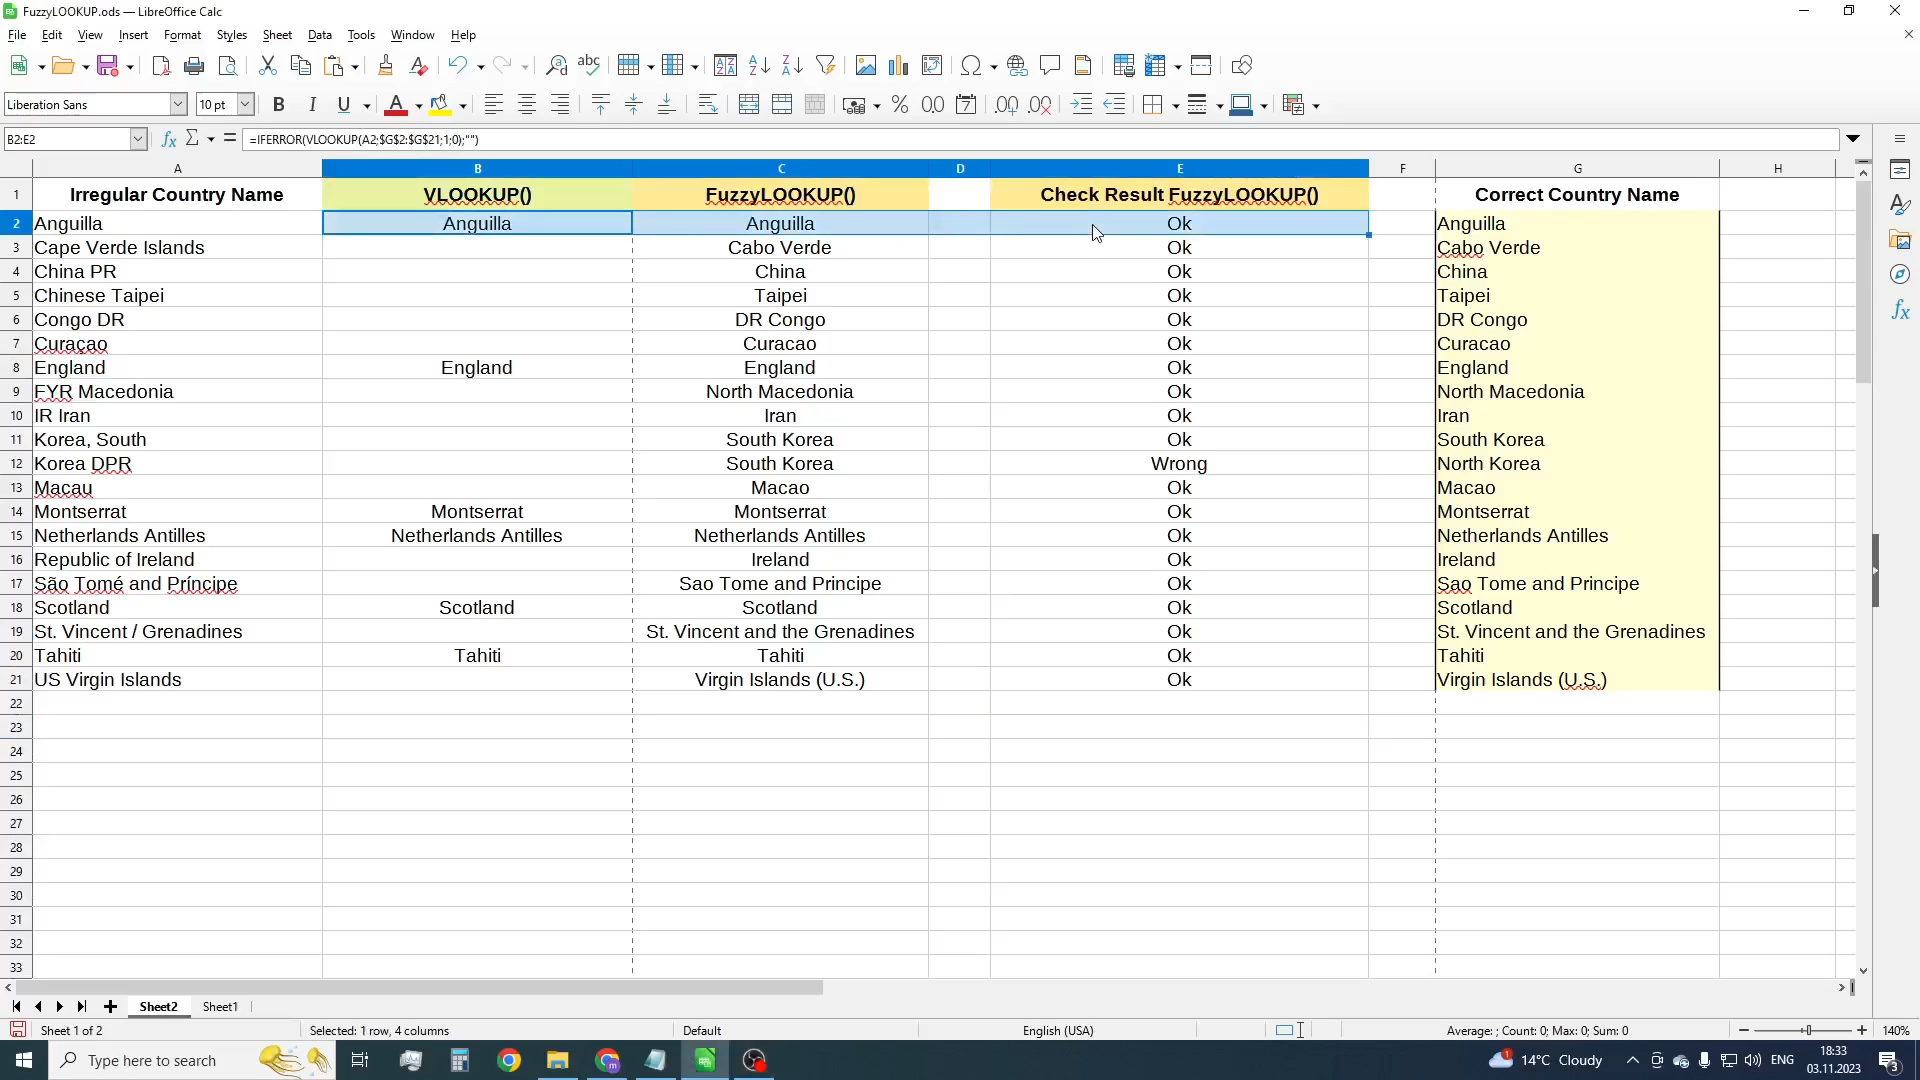 FuzzyLOOKUP.ods — LibreOffice Calc
File Edit View Insert Format Styles Sheet Data Tools Window Help
Liberation Sans 10 pt
B2:E2 =IFERROR(VLOOKUP(A2;$G$2:$G$21;1;0);"")
A B C D E F G H
1 Irregular Country Name VLOOKUP() FuzzyLOOKUP() Check Result FuzzyLOOKUP() Correct Country Name
2 Anguilla Anguilla Anguilla Ok Anguilla
3 Cape Verde Islands Cabo Verde Ok Cabo Verde
4 China PR China Ok China
5 Chinese Taipei Taipei Ok Taipei
6 Congo DR DR Congo Ok DR Congo
7 Curaçao Curacao Ok Curacao
8 England England England Ok England
9 FYR Macedonia North Macedonia Ok North Macedonia
10 IR Iran Iran Ok Iran
11 Korea, South South Korea Ok South Korea
12 Korea DPR South Korea Wrong North Korea
13 Macau Macao Ok Macao
14 Montserrat Montserrat Montserrat Ok Montserrat
15 Netherlands Antilles Netherlands Antilles Netherlands Antilles Ok Netherlands Antilles
16 Republic of Ireland Ireland Ok Ireland
17 São Tomé and Príncipe Sao Tome and Principe Ok Sao Tome and Principe
18 Scotland Scotland Scotland Ok Scotland
19 St. Vincent / Grenadines St. Vincent and the Grenadines Ok St. Vincent and the Grenadines
20 Tahiti Tahiti Tahiti Ok Tahiti
21 US Virgin Islands Virgin Islands (U.S.) Ok Virgin Islands (U.S.)
22
23
24
25
26
27
28
29
30
31
32
33
Sheet2 Sheet1
Sheet 1 of 2 Selected: 1 row, 4 columns Default English (USA) Average: ; Count: 0; Max: 0; Sum: 0 140%
Type here to search 14°C Cloudy ENG 18:33
03.11.2023